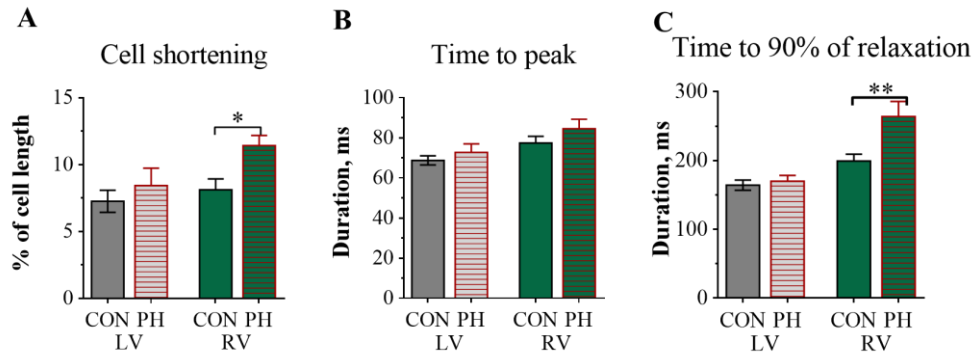 A
Cell shortening
% of cell length
15
10
5
0
*
CON PH CON PH
LV RV
B
Time to peak
Duration, ms
100
80
60
40
20
0
CON PH CON PH
LV RV
C
Time to 90% of relaxation
Duration, ms
300
200
100
0
**
CON PH CON PH
LV RV